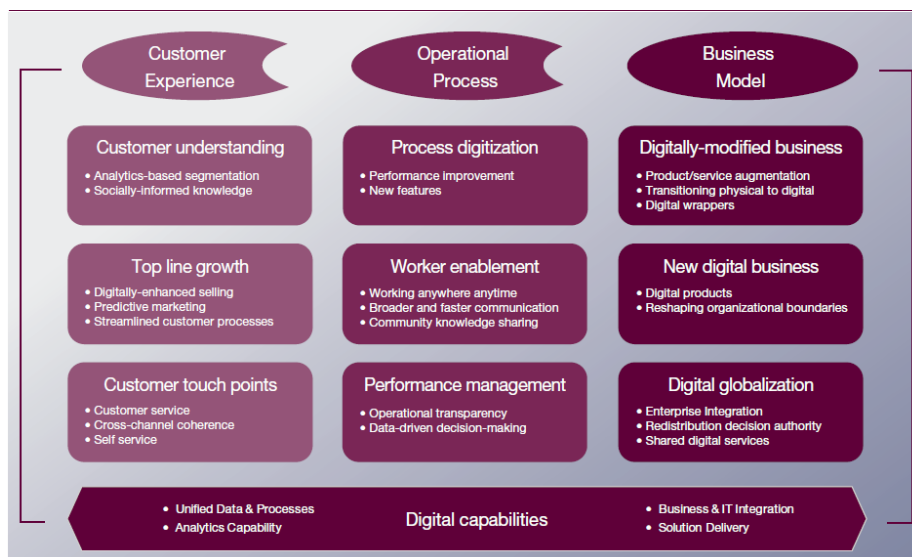 Customer
Experience
Operational
Process
Business
Model
Customer understanding
• Analytics-based segmentation
• Socially-informed knowledge
Process digitization
• Performance improvement
• New features
Digitally-modified business
• Product/service augmentation
• Transitioning physical to digital
• Digital wrappers
Top line growth
• Digitally-enhanced selling
• Predictive marketing
• Streamlined customer processes
Worker enablement
• Working anywhere anytime
• Broader and faster communication
• Community knowledge sharing
New digital business
• Digital products
• Reshaping organizational boundaries
Customer touch points
• Customer service
• Cross-channel coherence
• Self service
Performance management
• Operational transparency
• Data-driven decision-making
Digital globalization
• Enterprise Integration
• Redistribution decision authority
• Shared digital services
• Unified Data & Processes
• Analytics Capability
Digital capabilities
• Business & IT Integration
• Solution Delivery